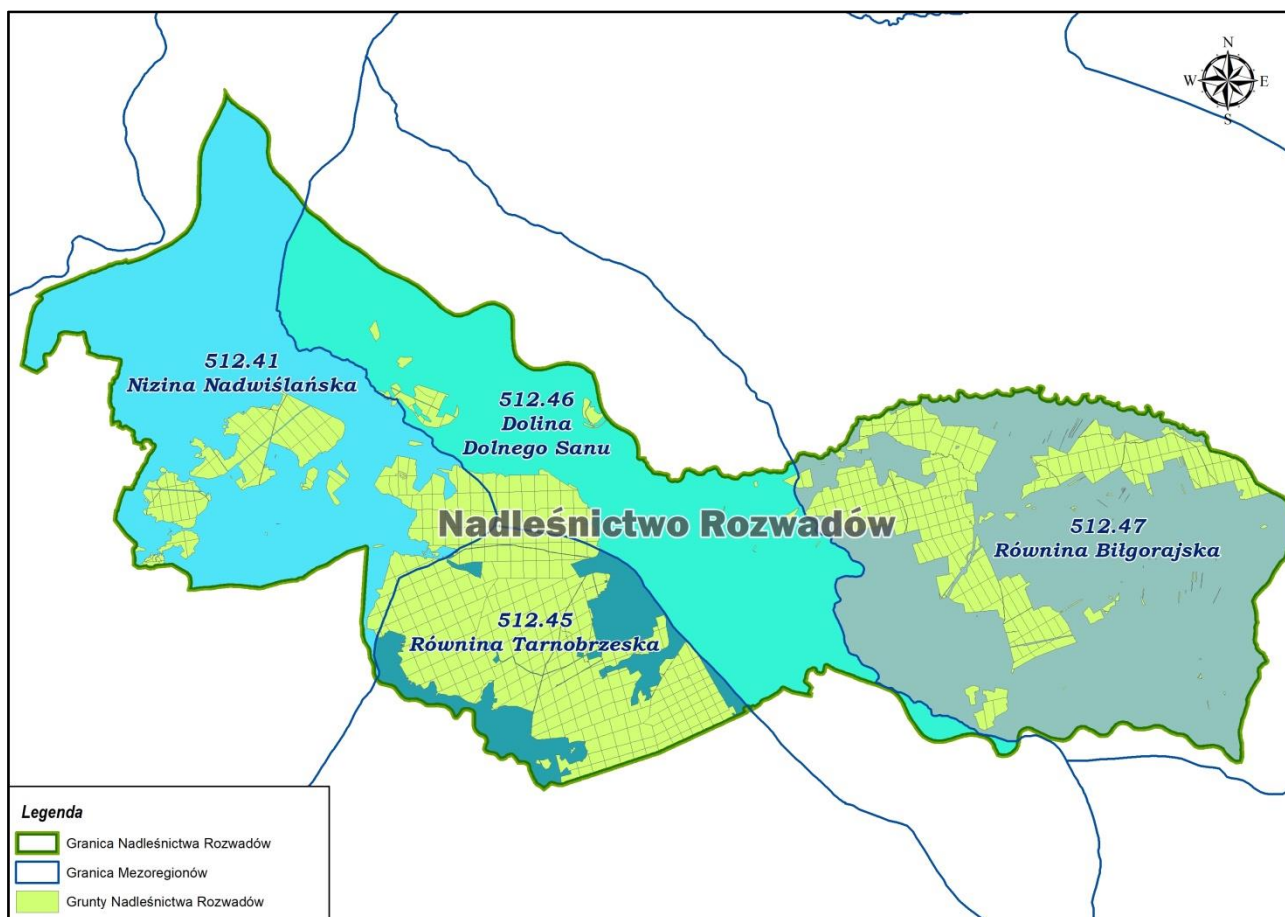 N
W E
S
512.41
Nizina Nadwiślańska
512.46
Dolina
Dolnego Sanu
Nadleśnictwo Rozwadów
512.47
Równina Biłgorajska
512.45
Równina Tarnobrzeska
Legenda
Granica Nadleśnictwa Rozwadów
Granica Mezoregionów
Grunty Nadleśnictwa Rozwadów